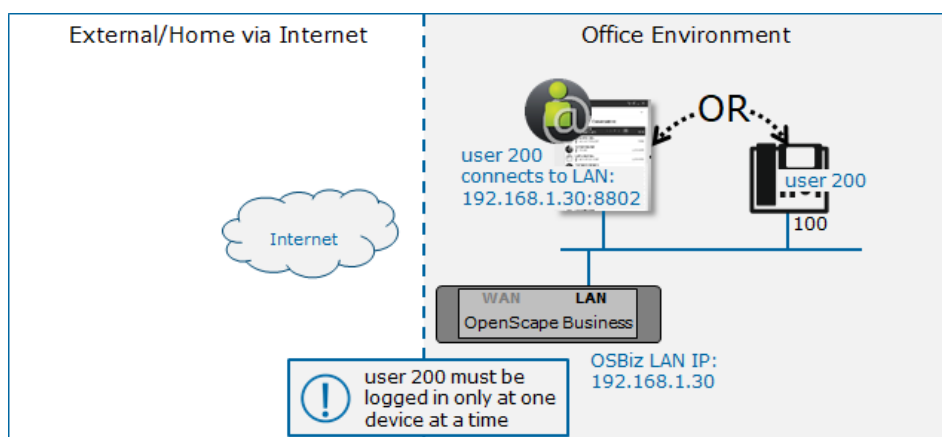 External/Home via Internet
Office Environment
OR
user 200
connects to LAN:
192.168.1.30:8802
user 200
100
Internet
WAN LAN
OpenScape Business
OSBiz LAN IP:
192.168.1.30
user 200 must be
logged in only at one
device at a time